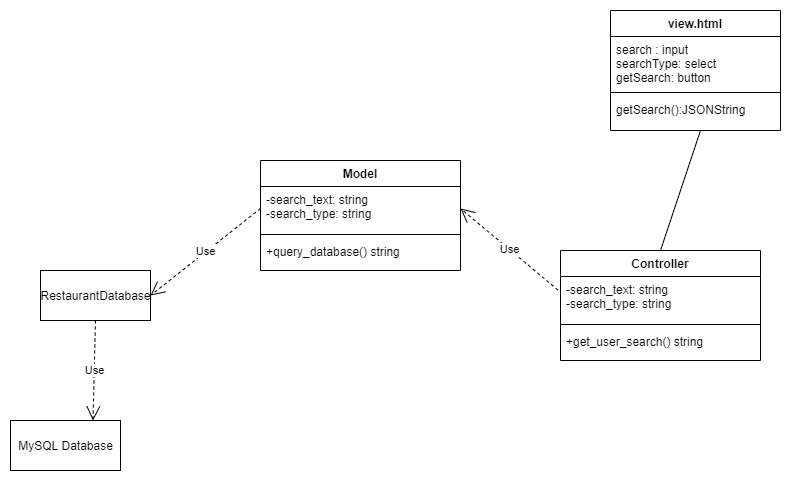 view.html
search : input
searchType: select
getSearch: button
getSearch():JSONString
Model
-search_text: string
-search_type: string
+query_database() string
Use
Use
Controller
-search_text: string
-search_type: string
+get_user_search() string
RestaurantDatabase
Use
MySQL Database